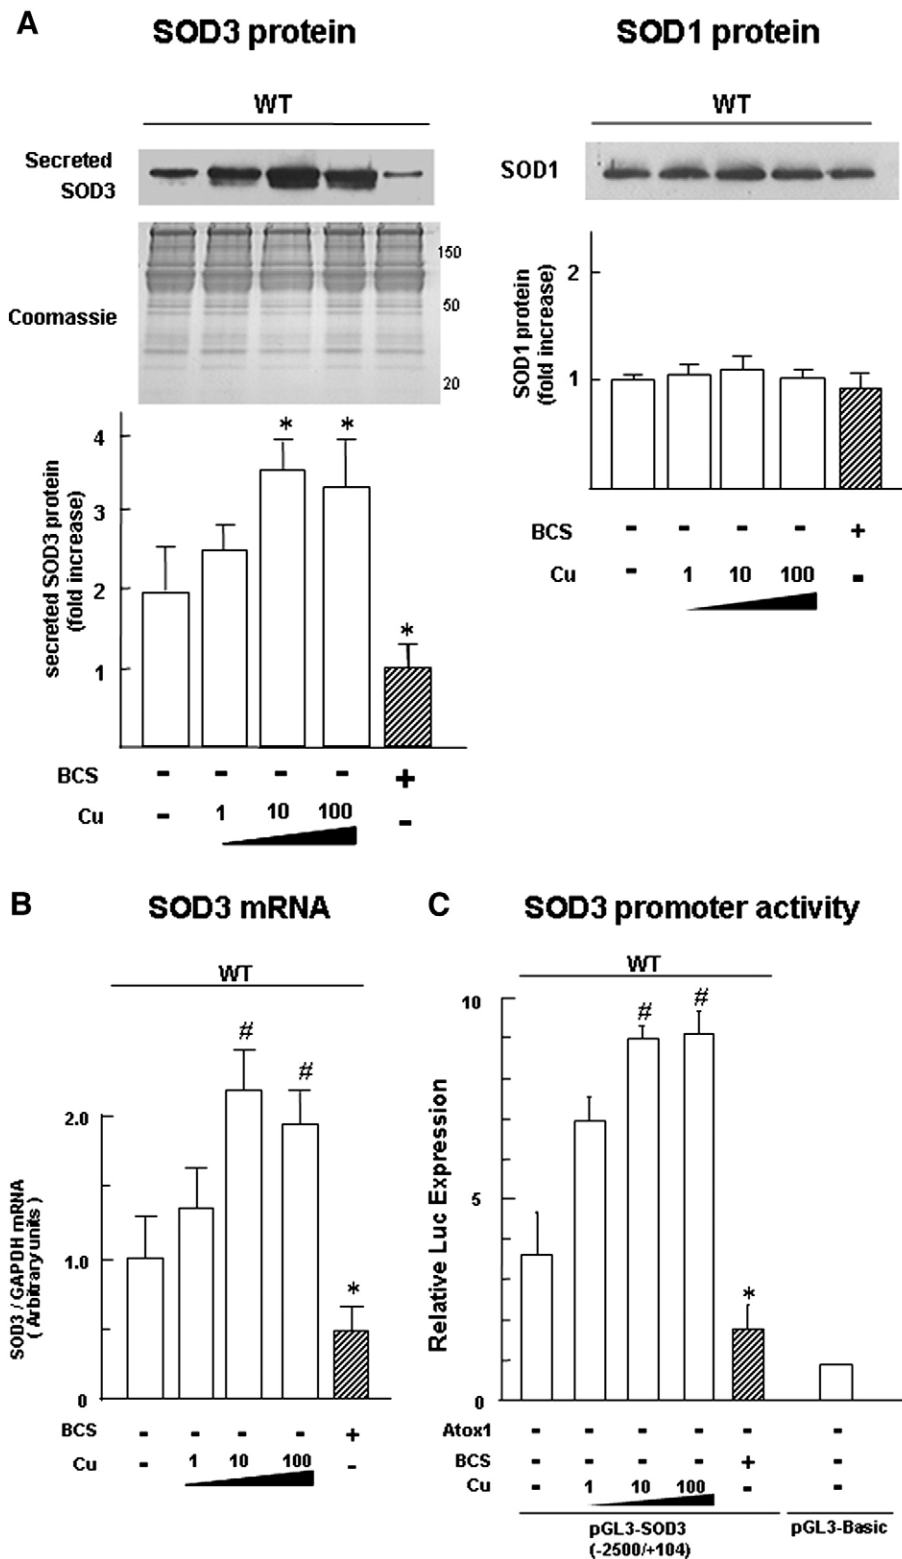 A
SOD3 protein
SOD1 protein
WT
WT
Secreted
SOD3
SOD1
Coomassie
150
50
20
secreted SOD3 protein
(fold increase)
4
3
2
1
*
*
*
BCS - - - - +
Cu - 1 10 100 -
SOD1 protein
(fold increase)
2
1
BCS - - - - +
Cu - 1 10 100 -
B
SOD3 mRNA
WT
SOD3 / GAPDH mRNA
( Arbitrary units )
2.0
1.0
0
#
#
*
BCS - - - - +
Cu - 1 10 100 -
C
SOD3 promoter activity
WT
Relative Luc Expression
10
5
0
#
#
*
Atox1 - - - - - -
BCS - - - - + -
Cu - 1 10 100 - -
pGL3-SOD3
(-2500/+104)
pGL3-Basic